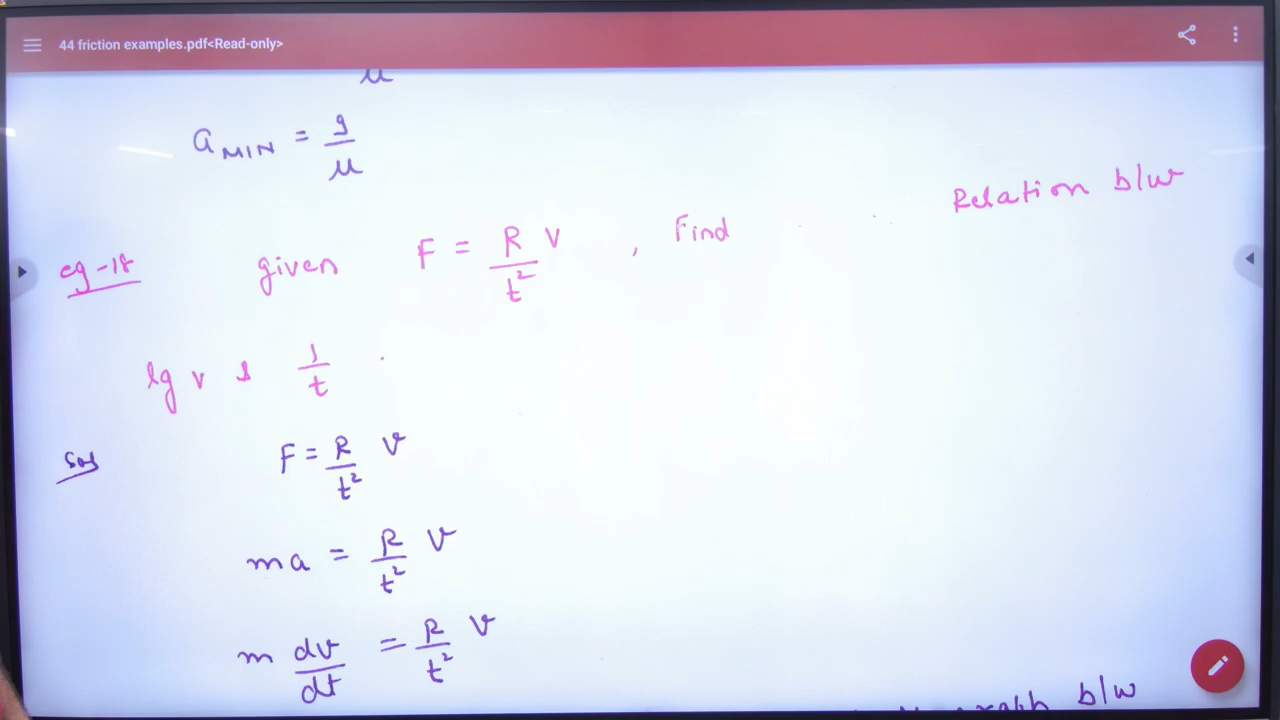 44 friction examples.pdf<Read-only>
μ
a MIN = g/μ
eg-18 given F = R/t² v , Find Relation b/w
lg v & 1/t
Sol F = R/t² v
ma = R/t² v
m dv/dt = R/t² v
graph b/w